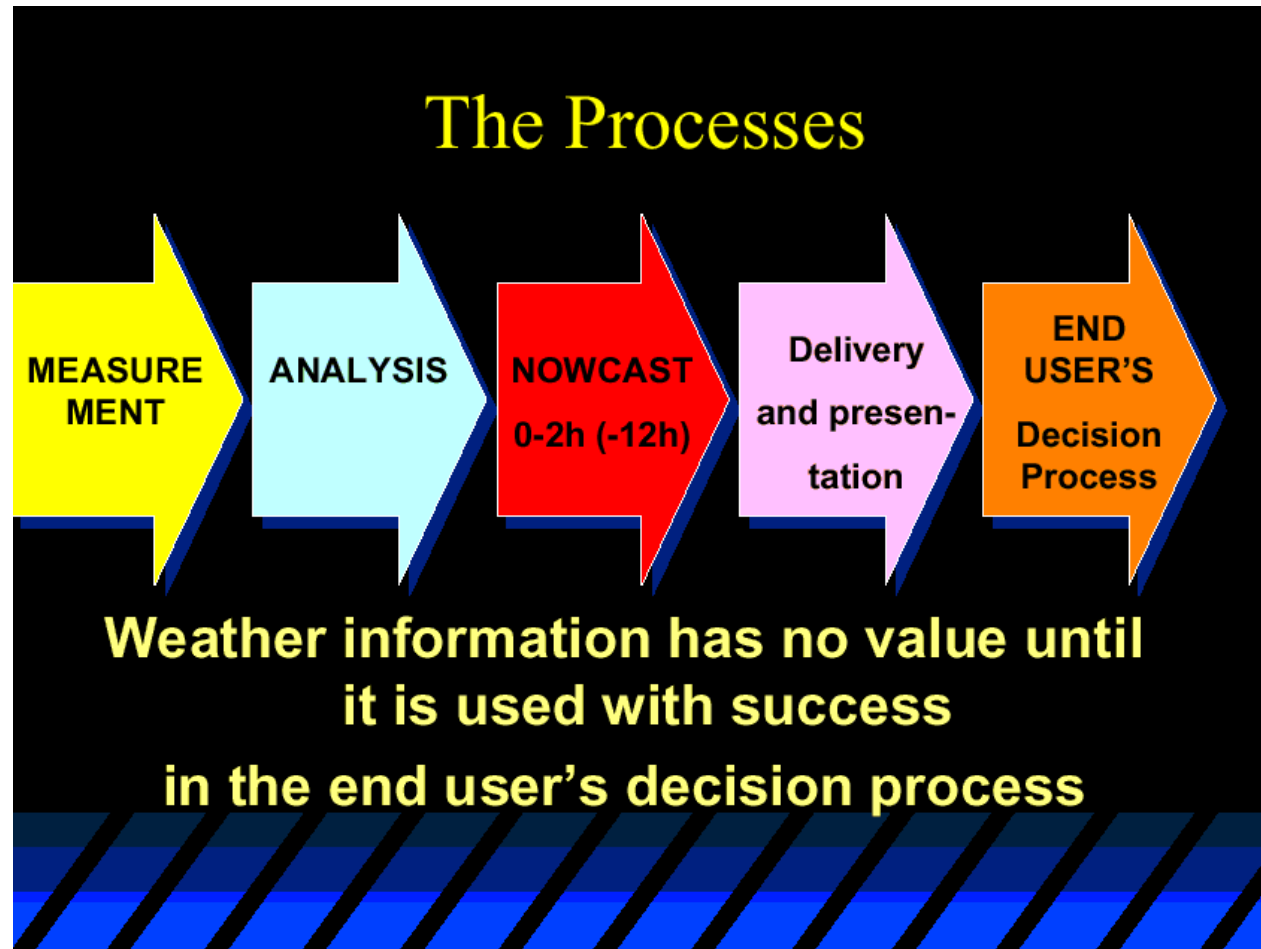 The Processes
MEASURE
MENT
ANALYSIS
NOWCAST
0-2h (-12h)
Delivery
and presen-
tation
END
USER’S
Decision
Process
Weather information has no value until
it is used with success
in the end user’s decision process